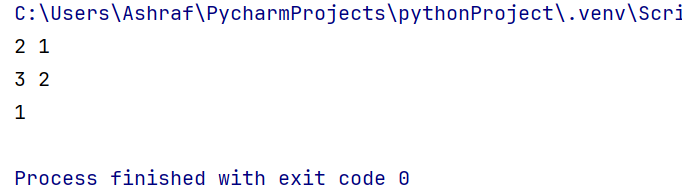 C:\Users\Ashraf\PycharmProjects\pythonProject\.venv\Scri
2 1
3 2
1
Process finished with exit code 0